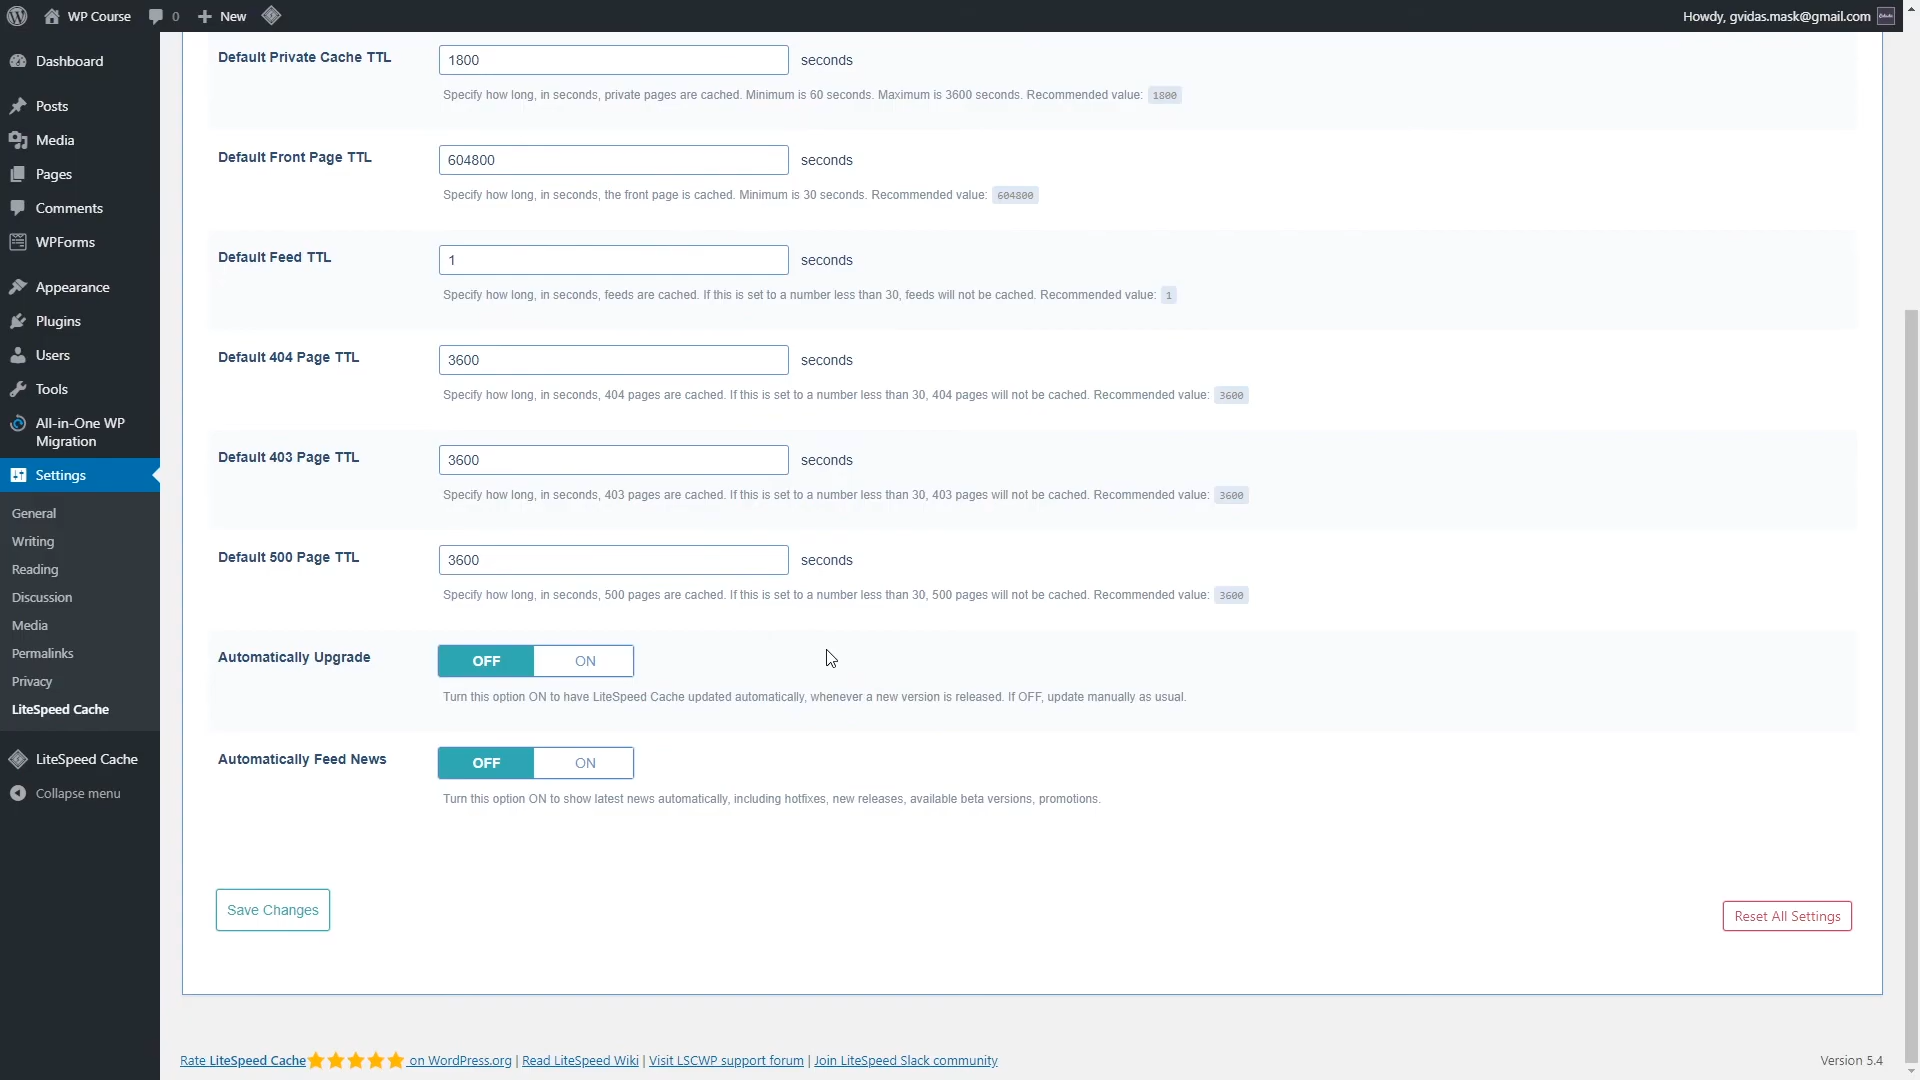 WP Course
0
New
Howdy, gvidas.mask@gmail.com
Dashboard
Posts
Media
Pages
Comments
WPForms
Appearance
Plugins
Users
Tools
All-in-One WP
Migration
Settings
General
Writing
Reading
Discussion
Media
Permalinks
Privacy
LiteSpeed Cache
LiteSpeed Cache
Collapse menu
Default Private Cache TTL
1800
seconds
Specify how long, in seconds, private pages are cached. Minimum is 60 seconds. Maximum is 3600 seconds. Recommended value: 1800
Default Front Page TTL
604800
seconds
Specify how long, in seconds, the front page is cached. Minimum is 30 seconds. Recommended value: 604800
Default Feed TTL
1
seconds
Specify how long, in seconds, feeds are cached. If this is set to a number less than 30, feeds will not be cached. Recommended value: 1
Default 404 Page TTL
3600
seconds
Specify how long, in seconds, 404 pages are cached. If this is set to a number less than 30, 404 pages will not be cached. Recommended value: 3600
Default 403 Page TTL
3600
seconds
Specify how long, in seconds, 403 pages are cached. If this is set to a number less than 30, 403 pages will not be cached. Recommended value: 3600
Default 500 Page TTL
3600
seconds
Specify how long, in seconds, 500 pages are cached. If this is set to a number less than 30, 500 pages will not be cached. Recommended value: 3600
Automatically Upgrade
OFF
ON
Turn this option ON to have LiteSpeed Cache updated automatically, whenever a new version is released. If OFF, update manually as usual.
Automatically Feed News
OFF
ON
Turn this option ON to show latest news automatically, including hotfixes, new releases, available beta versions, promotions.
Save Changes
Reset All Settings
Rate LiteSpeed Cache on WordPress.org | Read LiteSpeed Wiki | Visit LSCWP support forum | Join LiteSpeed Slack community
Version 5.4